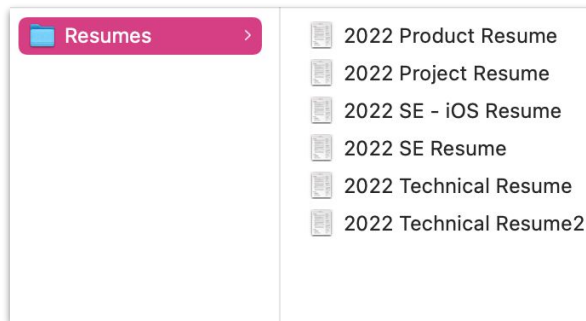 Resumes
2022 Product Resume
2022 Project Resume
2022 SE - iOS Resume
2022 SE Resume
2022 Technical Resume
2022 Technical Resume2